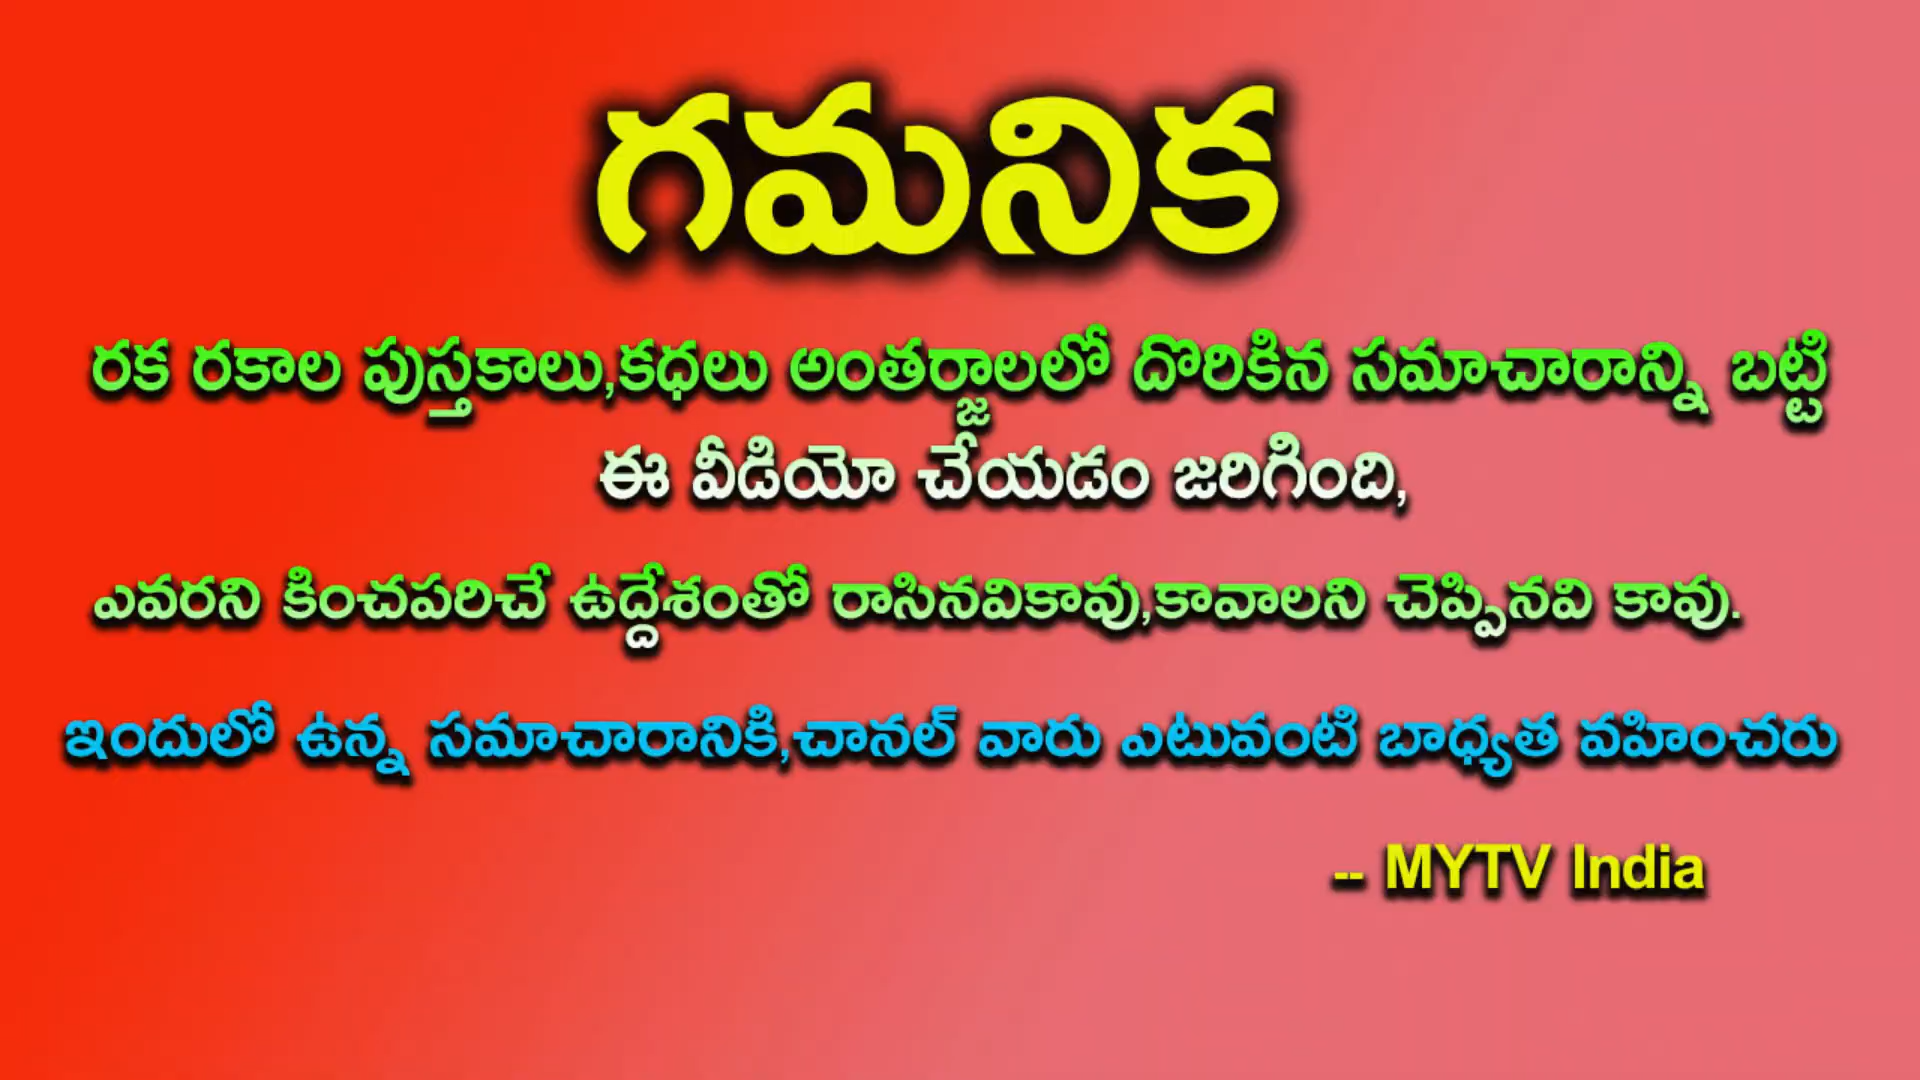 గమనిక
రక రకాల పుస్తకాలు,కధలు అంతర్జాలలో దొరికిన సమాచారాన్ని బట్టి
ఈ వీడియో చేయడం జరిగింది,
ఎవరని కించపరిచే ఉద్దేశంతో రాసినవికావు,కావాలని చెప్పినవి కావు.
ఇందులో ఉన్న సమాచారానికి,చానల్ వారు ఎటువంటి బాధ్యత వహించరు
-- MYTV India